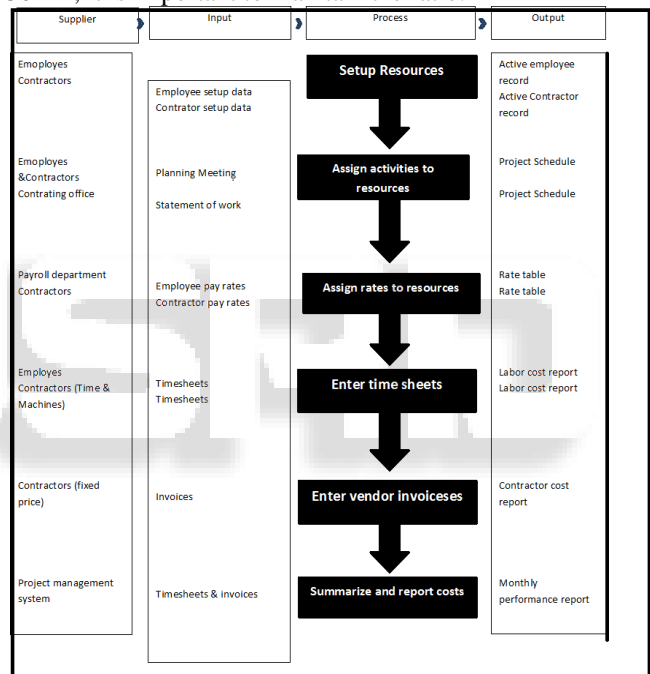 Supplier
Input
Process
Output
Emoployes
Contractors
Employee setup data
Contrator setup data
Setup Resources
Active employee
record
Active Contractor
record
Emoployes
&Contractors
Contrating office
Planning Meeting
Statement of work
Assign activities to
resources
Project Schedule
Project Schedule
Payroll department
Contractors
Employee pay rates
Contractor pay rates
Assign rates to resources
Rate table
Rate table
Employes
Contractors (Time &
Machines)
Timesheets
Timesheets
Enter time sheets
Labor cost report
Labor cost report
Contractors (fixed
price)
Invoices
Enter vendor invoiceses
Contractor cost
report
Project management
system
Timesheets & invoices
Summarize and report costs
Monthly
performance report